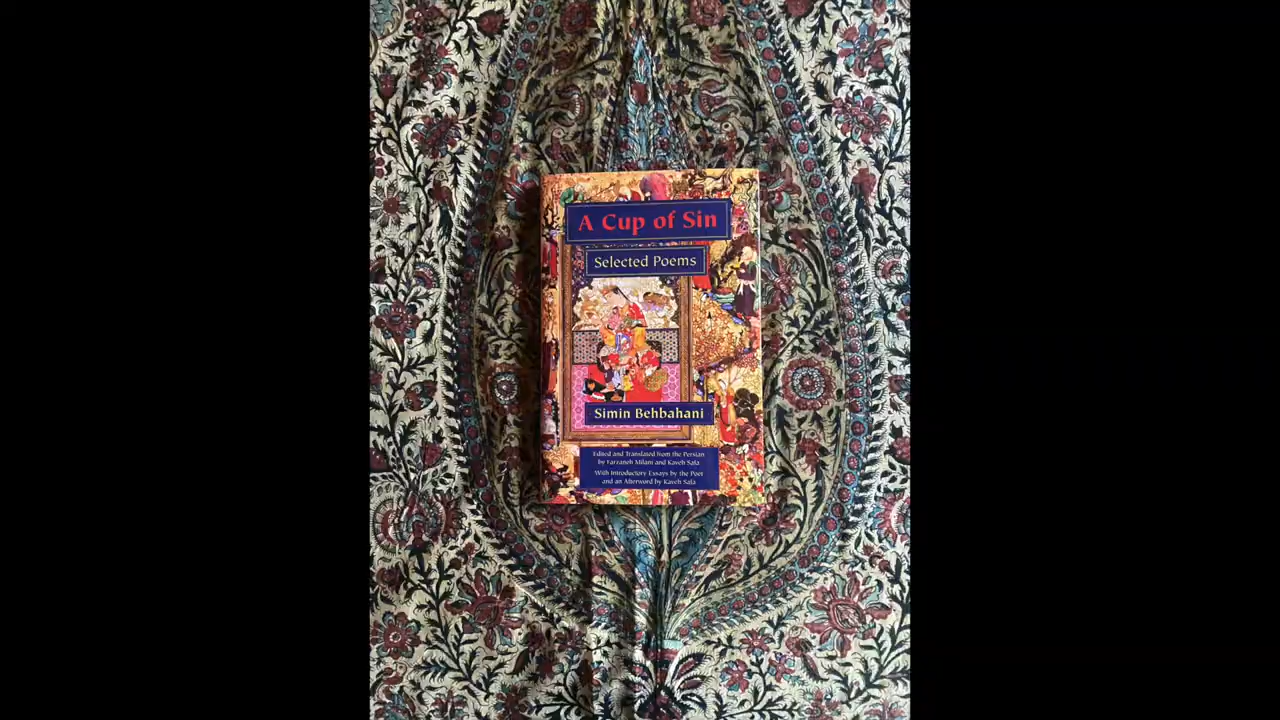 A Cup of Sin
Selected Poems
Simin Behbahani
Edited and Translated from the Persian
by Farzaneh Milani and Kaveh Safa
With Introductory Essays by the Poet
and an Afterword by Kaveh Safa